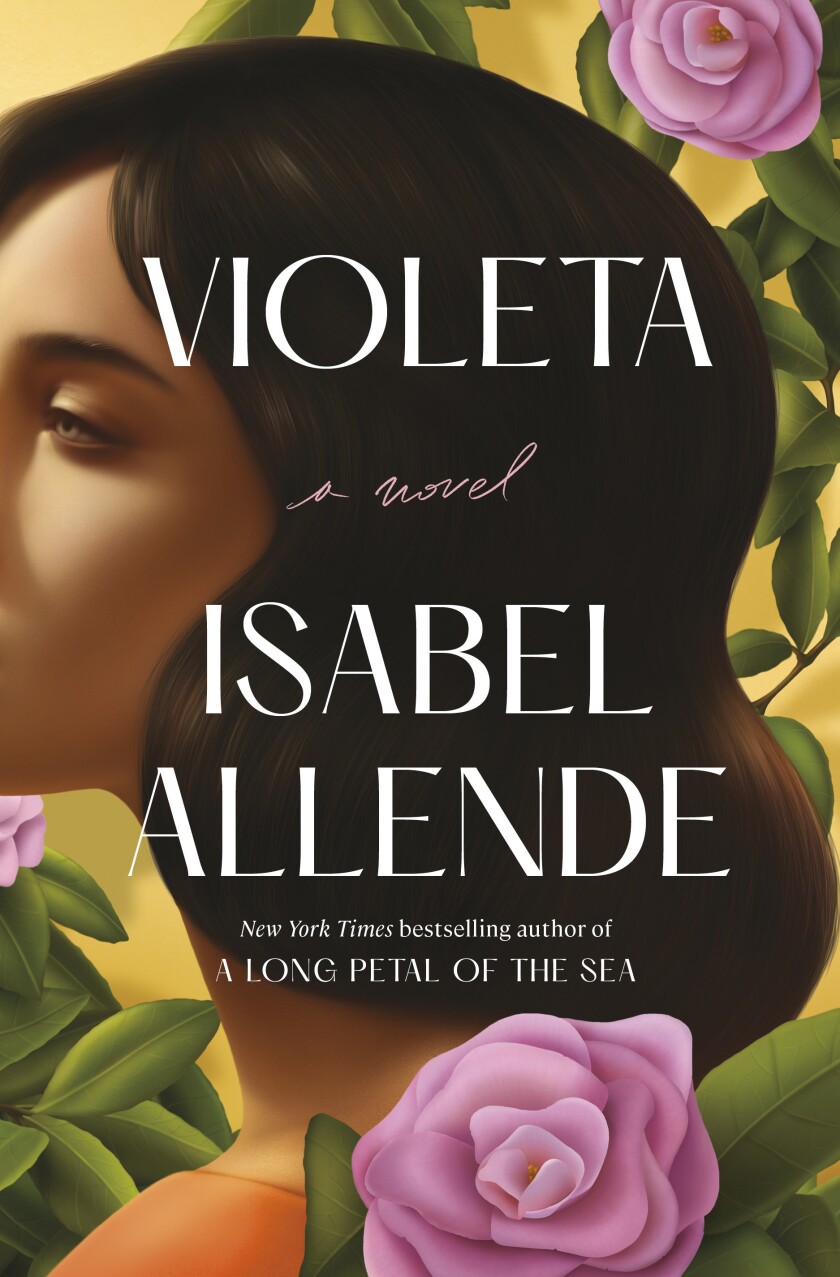 VIOLETA
a novel
ISABEL
ALLENDE
New York Times bestselling author of
A LONG PETAL OF THE SEA